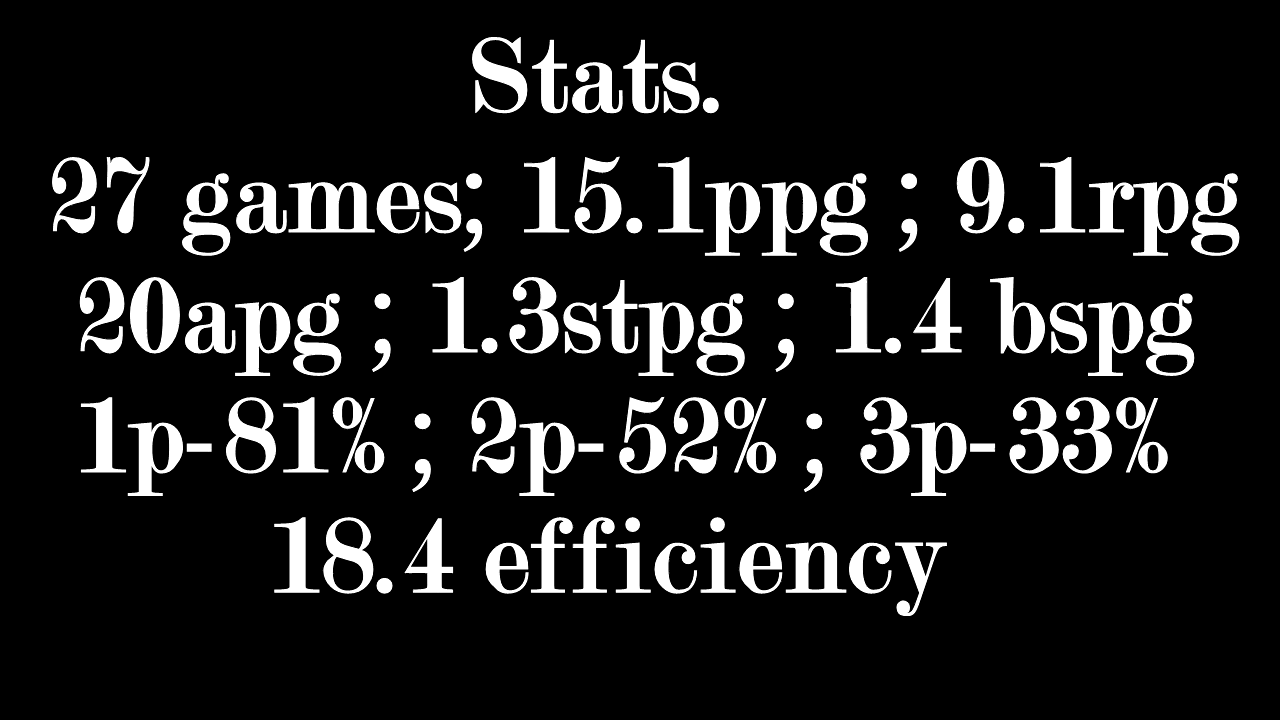 Stats.
27 games; 15.1ppg ; 9.1rpg
20apg ; 1.3stpg ; 1.4 bspg
1p-81% ; 2p-52% ; 3p-33%
18.4 efficiency